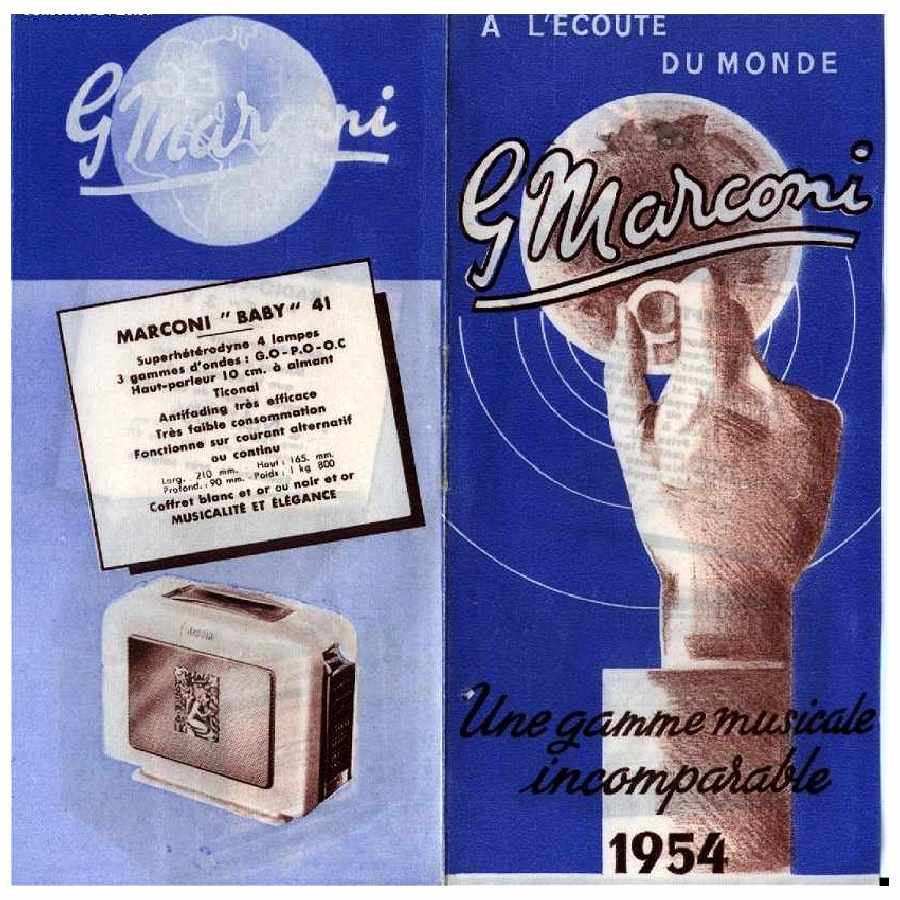 G Marconi
MARCONI " BABY " 41
Superhétérodyne 4 lampes
3 gammes d'ondes : G.O - P.O - O.C
Haut-parleur 10 cm. à aimant
Ticonal
Antifading très efficace
Très faible consommation
Fonctionne sur courant alternatif
ou continu
Larg. 210 mm. Haut : 165. mm.
Profond. : 90 mm. Poids : 1 kg 800
Coffret blanc et or ou noir et or
MUSICALITÉ ET ÉLÉGANCE
A L'ECOUTE
DU MONDE
G Marconi
Une gamme musicale
incomparable
1954